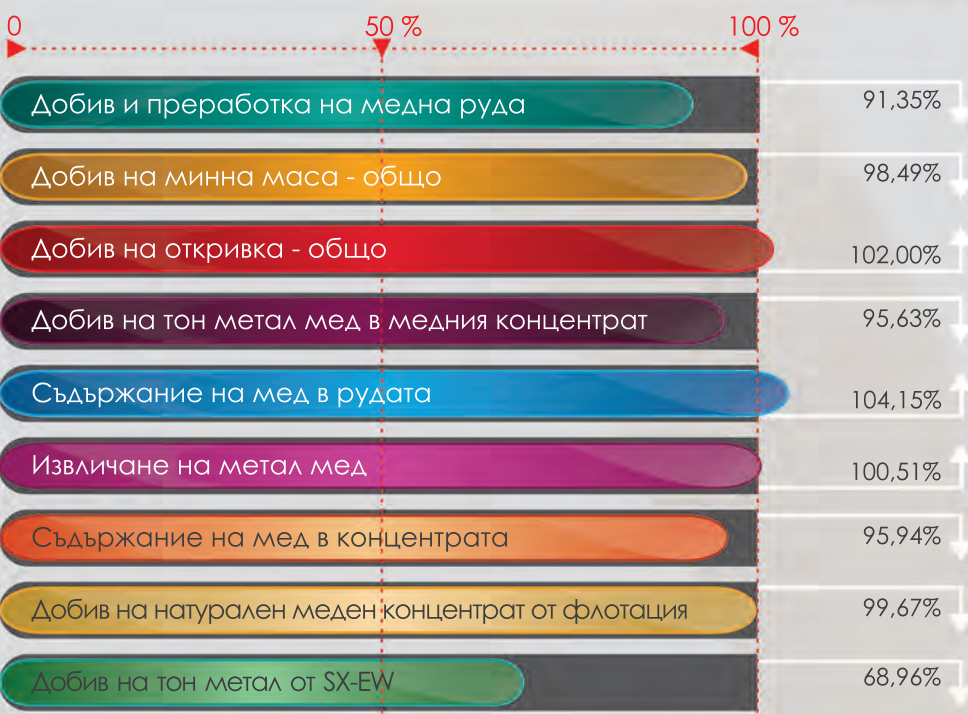 0 50 % 100 %
Добив и преработка на медна руда 91,35%
Добив на минна маса - общо 98,49%
Добив на откривка - общо 102,00%
Добив на тон метал мед в медния концентрат 95,63%
Съдържание на мед в рудата 104,15%
Извличане на метал мед 100,51%
Съдържание на мед в концентрата 95,94%
Добив на натурален меден концентрат от флотация 99,67%
Добив на тон метал от SX-EW 68,96%